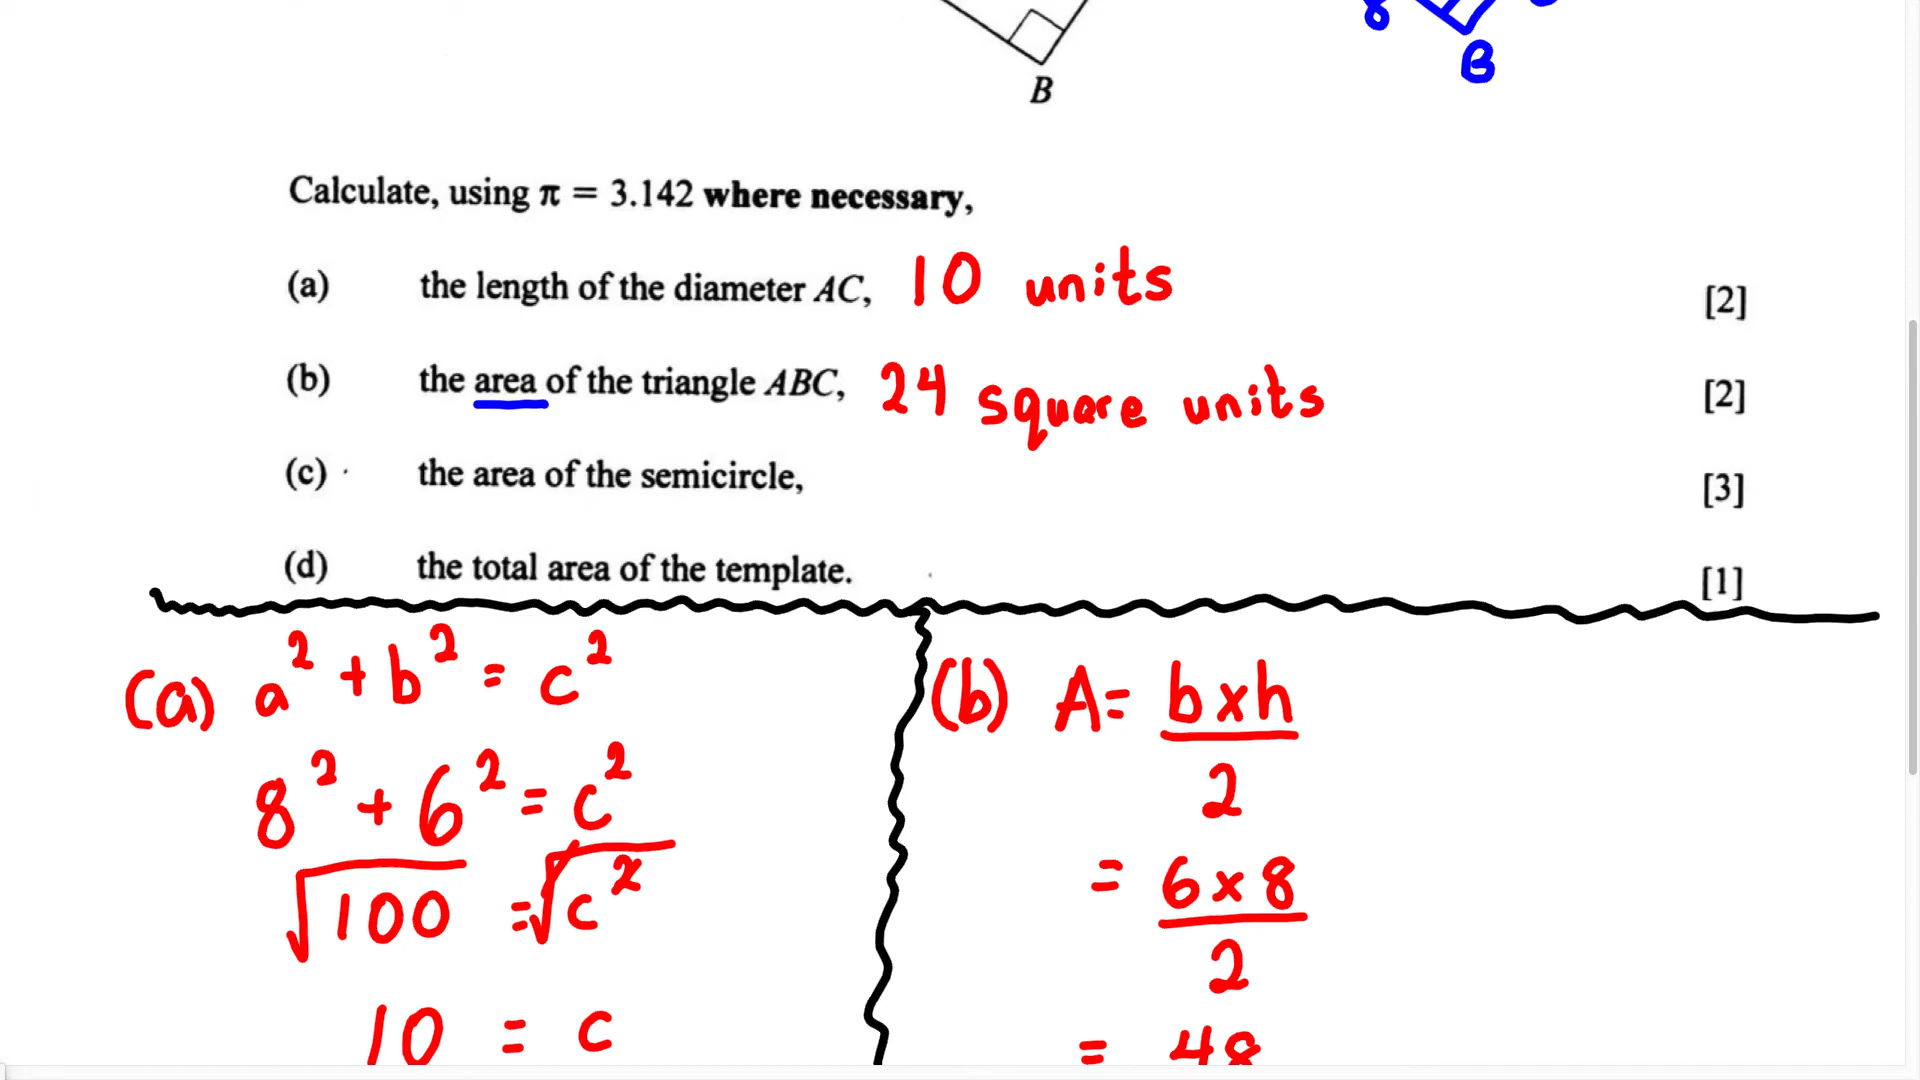 8
B
B
Calculate, using π = 3.142 where necessary,
(a) the length of the diameter AC, 10 units [2]
(b) the area of the triangle ABC, 24 square units [2]
(c) the area of the semicircle, [3]
(d) the total area of the template. [1]
(a) a² + b² = c²
8² + 6² = c²
√100 = √c²
10 = c
(b) A = b x h
2
= 6 x 8
2
= 48